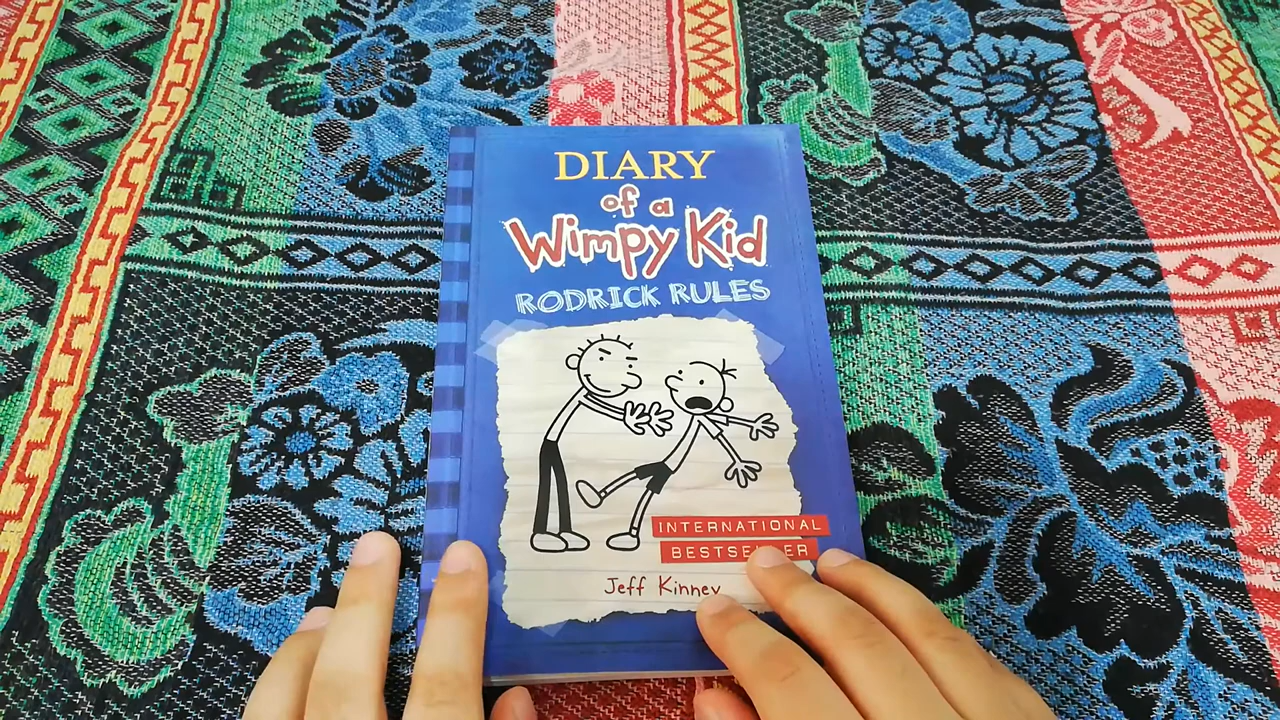 DIARY
of a
Wimpy Kid
RODRICK RULES
INTERNATIONAL
BESTSELLER
Jeff Kinney